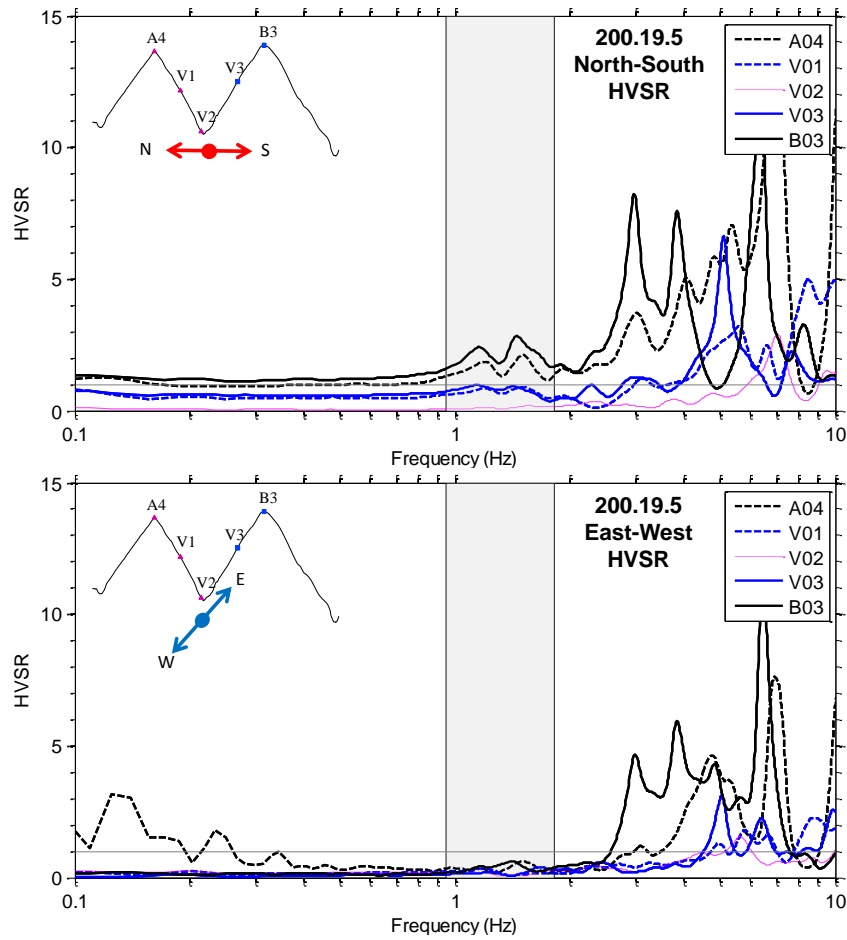 15
10
5
0
HVSR
A4
B3
V1
V3
V2
N
S
200.19.5
North-South
HVSR
A04
V01
V02
V03
B03
0.1
1
10
Frequency (Hz)
15
10
5
0
HVSR
A4
B3
V1
V3
V2
E
W
200.19.5
East-West
HVSR
A04
V01
V02
V03
B03
0.1
1
10
Frequency (Hz)